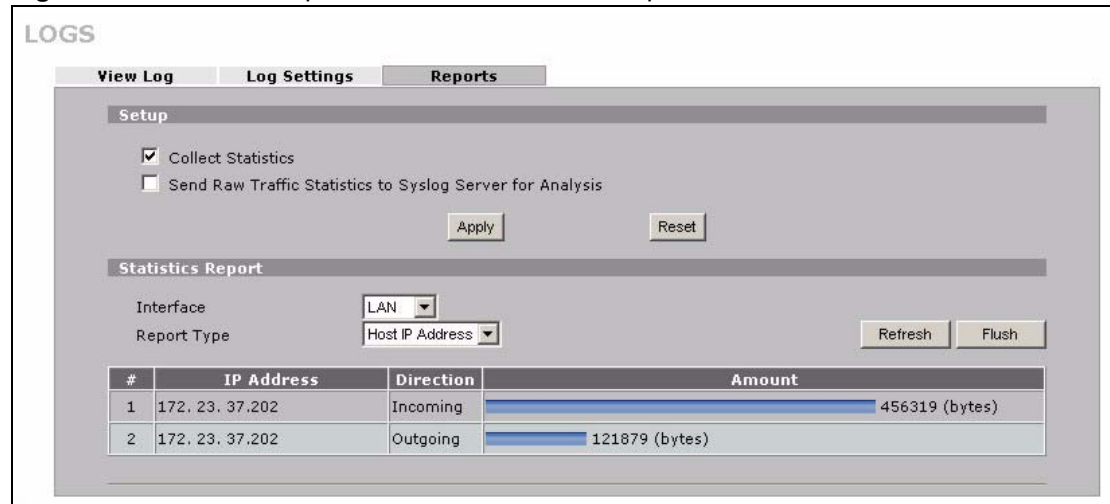 LOGS
View Log Log Settings Reports
Setup
Collect Statistics
Send Raw Traffic Statistics to Syslog Server for Analysis
Apply Reset
Statistics Report
Interface LAN
Report Type Host IP Address Refresh Flush
# IP Address Direction Amount
1 172. 23. 37.202 Incoming 456319 (bytes)
2 172. 23. 37.202 Outgoing 121879 (bytes)